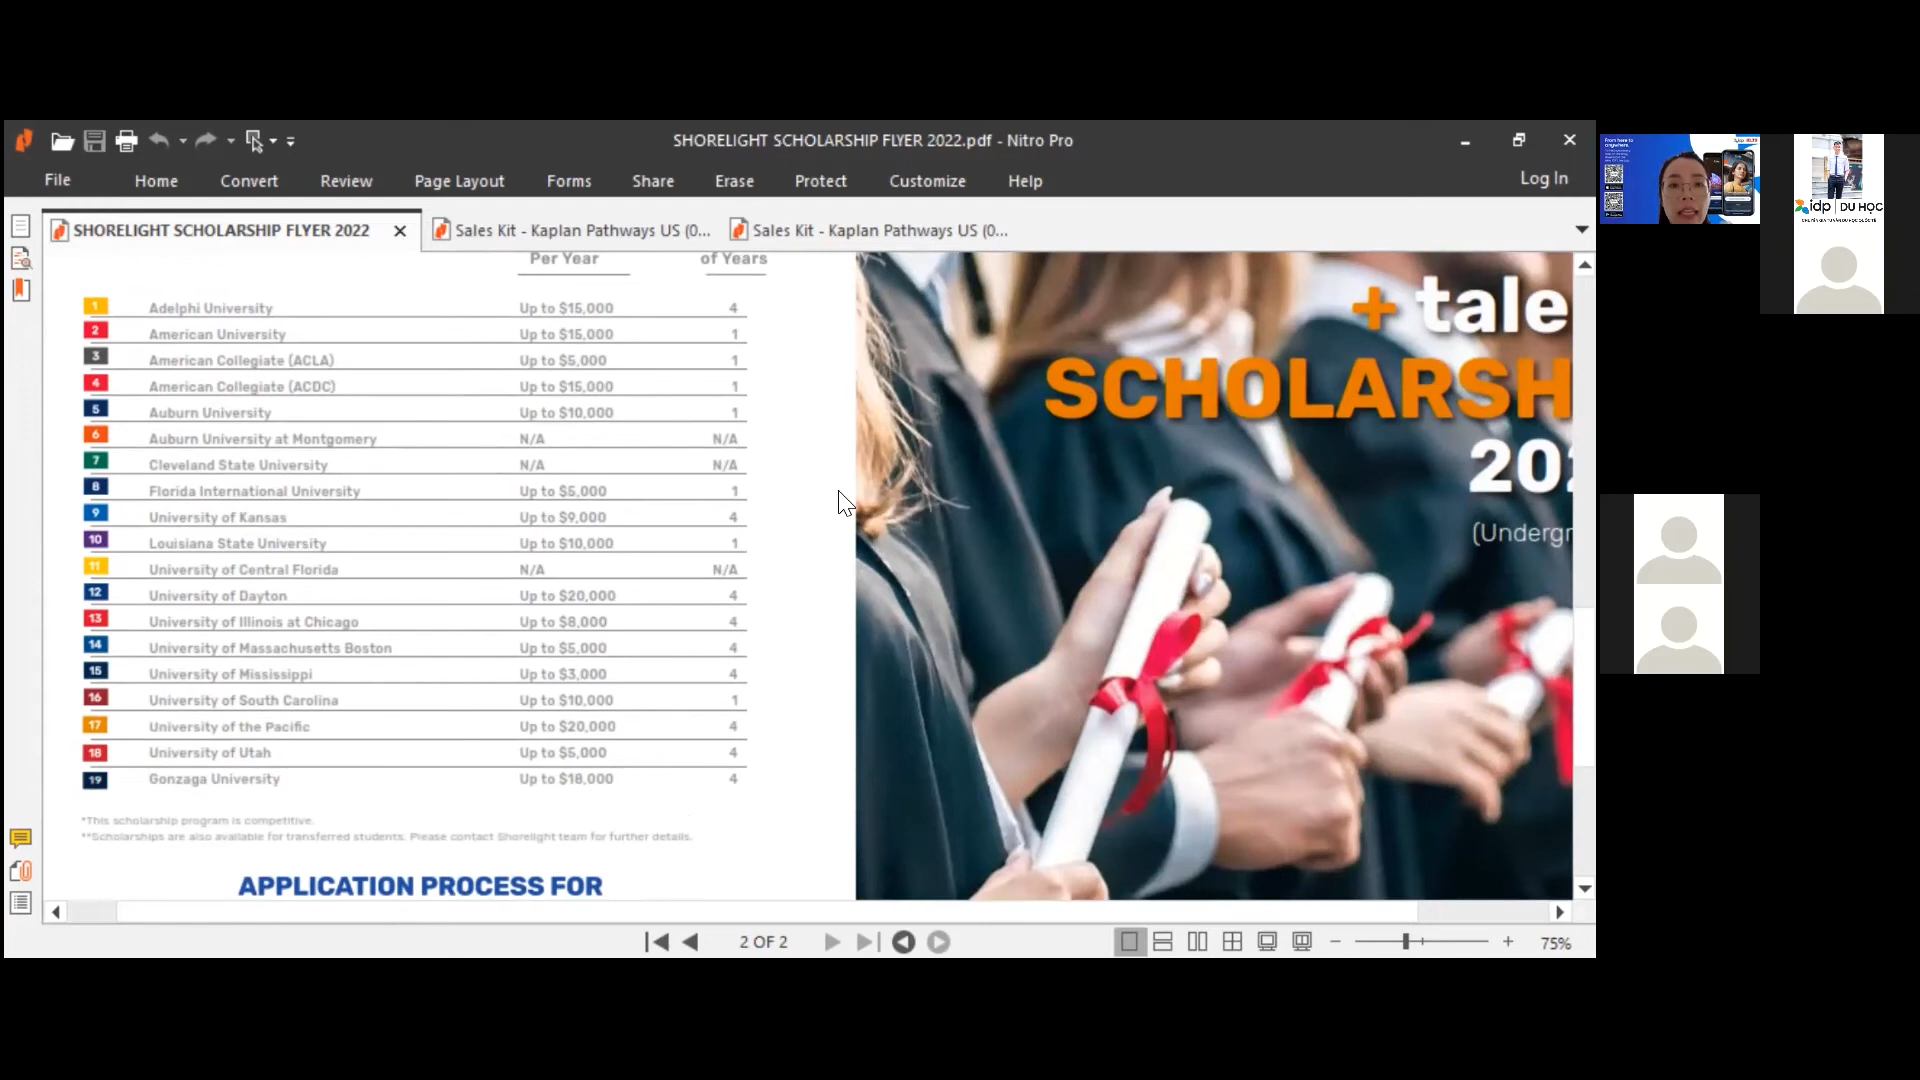 SHORELIGHT SCHOLARSHIP FLYER 2022.pdf - Nitro Pro
File Home Convert Review Page Layout Forms Share Erase Protect Customize Help Log In
SHORELIGHT SCHOLARSHIP FLYER 2022 Sales Kit - Kaplan Pathways US (0... Sales Kit - Kaplan Pathways US (0...
Per Year of Years
1 Adelphi University Up to $15,000 4
2 American University Up to $15,000 1
3 American Collegiate (ACLA) Up to $5,000 1
4 American Collegiate (ACDC) Up to $15,000 1
5 Auburn University Up to $10,000 1
6 Auburn University at Montgomery N/A N/A
7 Cleveland State University N/A N/A
8 Florida International University Up to $5,000 1
9 University of Kansas Up to $9,000 4
10 Louisiana State University Up to $10,000 1
11 University of Central Florida N/A N/A
12 University of Dayton Up to $20,000 4
13 University of Illinois at Chicago Up to $8,000 4
14 University of Massachusetts Boston Up to $5,000 4
15 University of Mississippi Up to $3,000 4
16 University of South Carolina Up to $10,000 1
17 University of the Pacific Up to $20,000 4
18 University of Utah Up to $5,000 4
19 Gonzaga University Up to $18,000 4
*This scholarship program is competitive.
**Scholarships are also available for transferred students. Please contact Shorelight team for further details.
APPLICATION PROCESS FOR
+ tale
SCHOLARSH
202
(Undergr
2 OF 2
75%
From here to
anywhere.
idp | DU HỌC